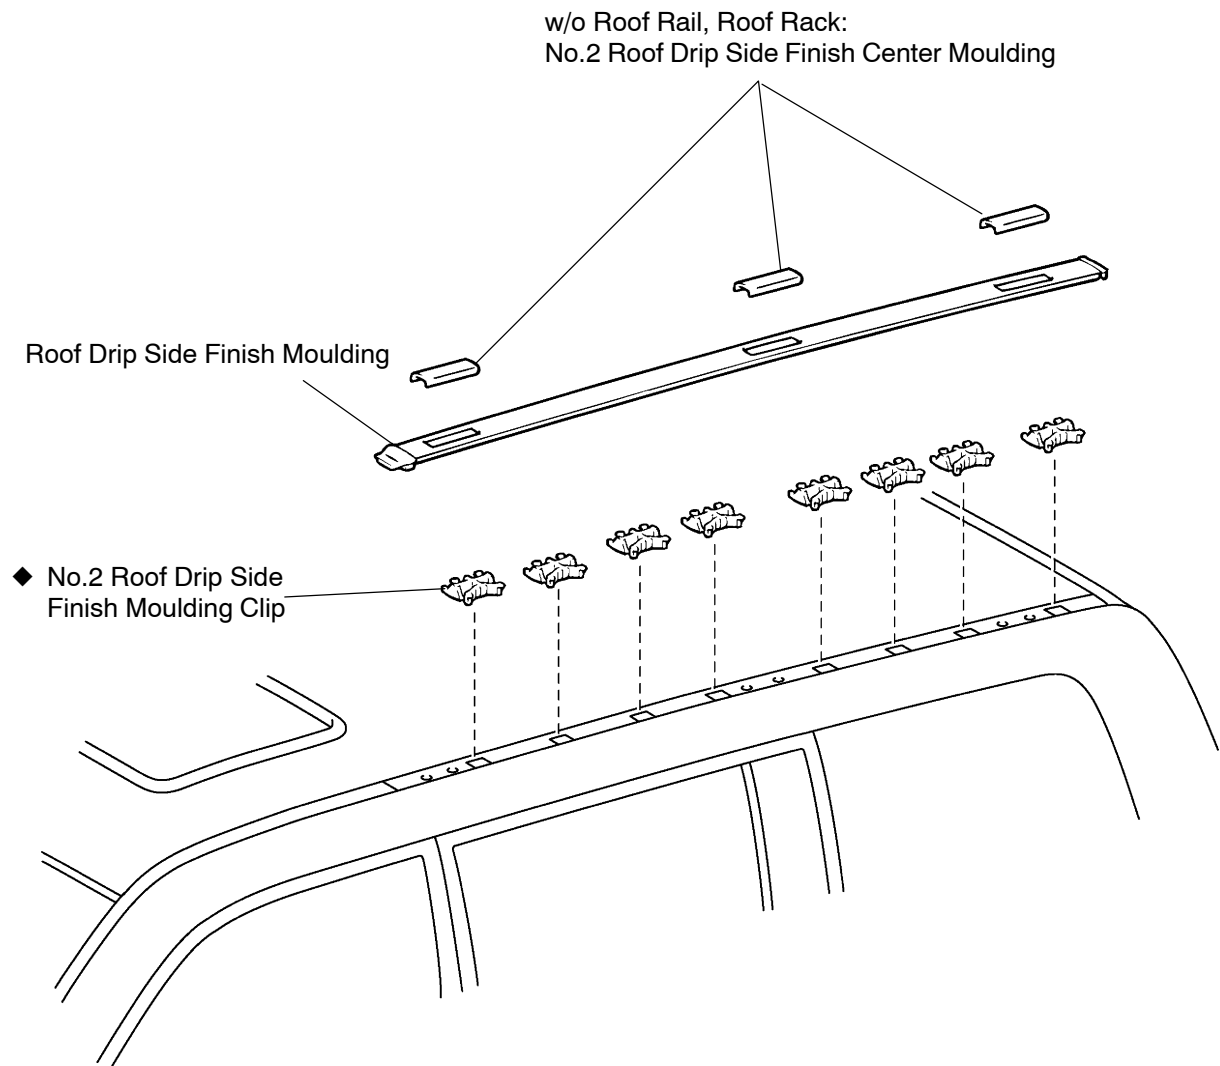 w/o Roof Rail, Roof Rack:
No.2 Roof Drip Side Finish Center Moulding
Roof Drip Side Finish Moulding
◆ No.2 Roof Drip Side
Finish Moulding Clip